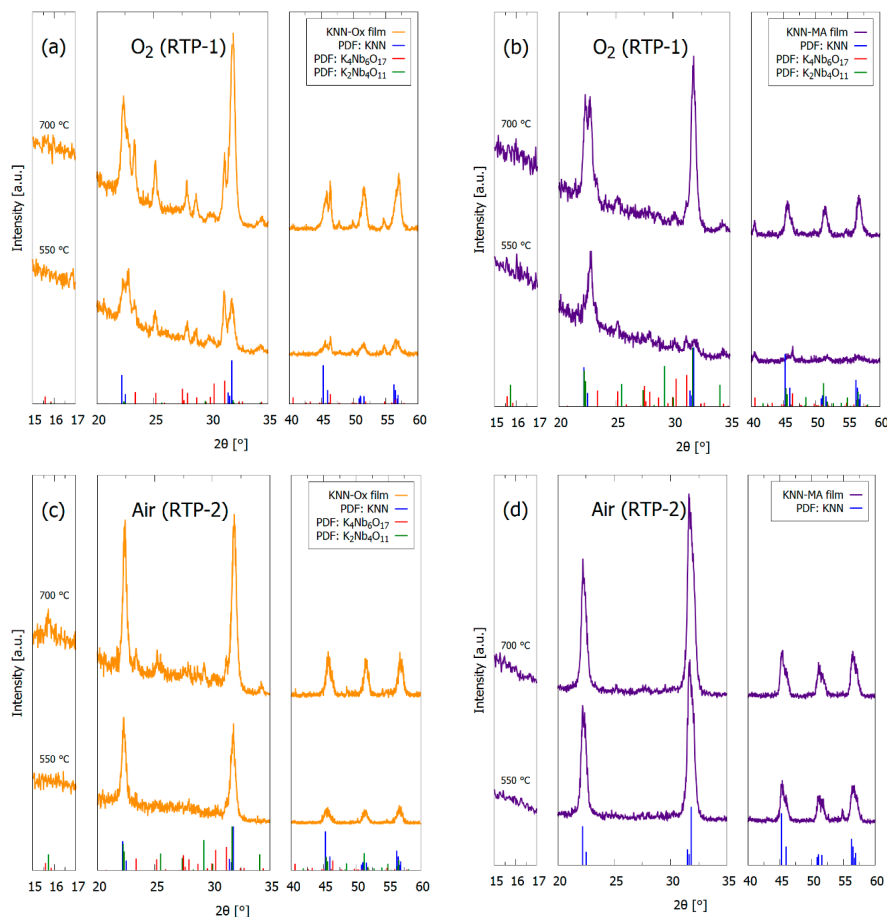 (a)
O2 (RTP-1)
KNN-Ox film
PDF: KNN
PDF: K4Nb6O17
PDF: K2Nb4O11
700 °C
550 °C
Intensity [a.u.]
15 16 17 20 25 30 35 40 45 50 55 60
2θ [°]
(b)
O2 (RTP-1)
KNN-MA film
PDF: KNN
PDF: K4Nb6O17
PDF: K2Nb4O11
700 °C
550 °C
Intensity [a.u.]
15 16 17 20 25 30 35 40 45 50 55 60
2θ [°]
(c)
Air (RTP-2)
KNN-Ox film
PDF: KNN
PDF: K4Nb6O17
PDF: K2Nb4O11
700 °C
550 °C
Intensity [a.u.]
15 16 17 20 25 30 35 40 45 50 55 60
2θ [°]
(d)
Air (RTP-2)
KNN-MA film
PDF: KNN
700 °C
550 °C
Intensity [a.u.]
15 16 17 20 25 30 35 40 45 50 55 60
2θ [°]